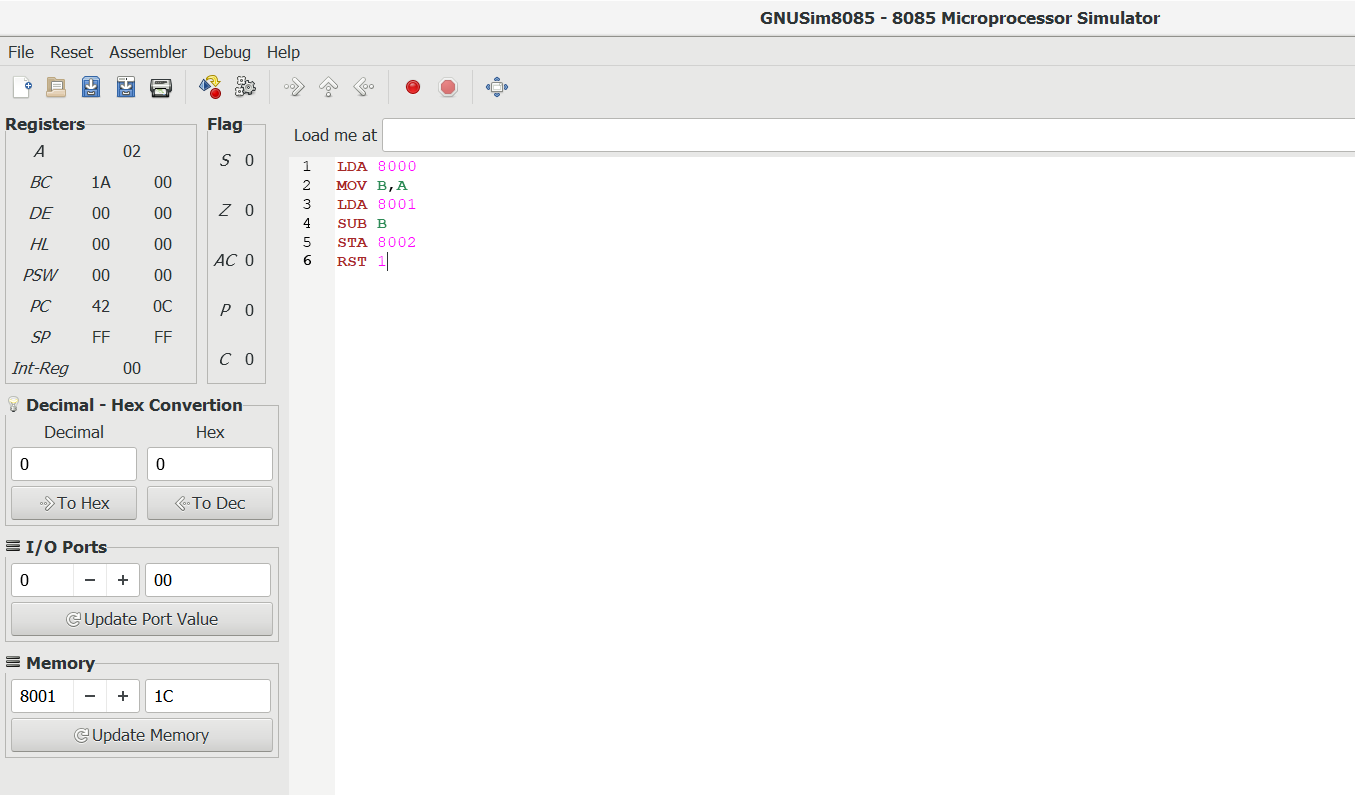 GNUSim8085 - 8085 Microprocessor Simulator
File Reset Assembler Debug Help
Registers
A 02
BC 1A 00
DE 00 00
HL 00 00
PSW 00 00
PC 42 0C
SP FF FF
Int-Reg 00
Flag
S 0
Z 0
AC 0
P 0
C 0
Decimal - Hex Convertion
Decimal Hex
0 0
To Hex To Dec
I/O Ports
0 − + 00
Update Port Value
Memory
8001 − + 1C
Update Memory
Load me at
1 LDA 8000
2 MOV B,A
3 LDA 8001
4 SUB B
5 STA 8002
6 RST 1